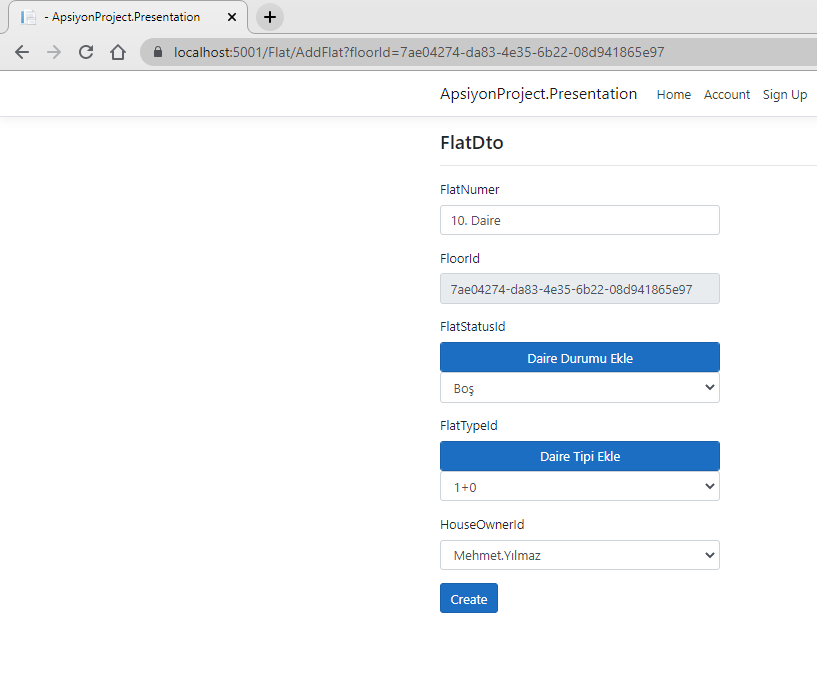 - ApsiyonProject.Presentation
localhost:5001/Flat/AddFlat?floorId=7ae04274-da83-4e35-6b22-08d941865e97
ApsiyonProject.Presentation Home Account Sign Up
FlatDto
FlatNumer
10. Daire
FloorId
7ae04274-da83-4e35-6b22-08d941865e97
FlatStatusId
Daire Durumu Ekle
Boş
FlatTypeId
Daire Tipi Ekle
1+0
HouseOwnerId
Mehmet.Yılmaz
Create